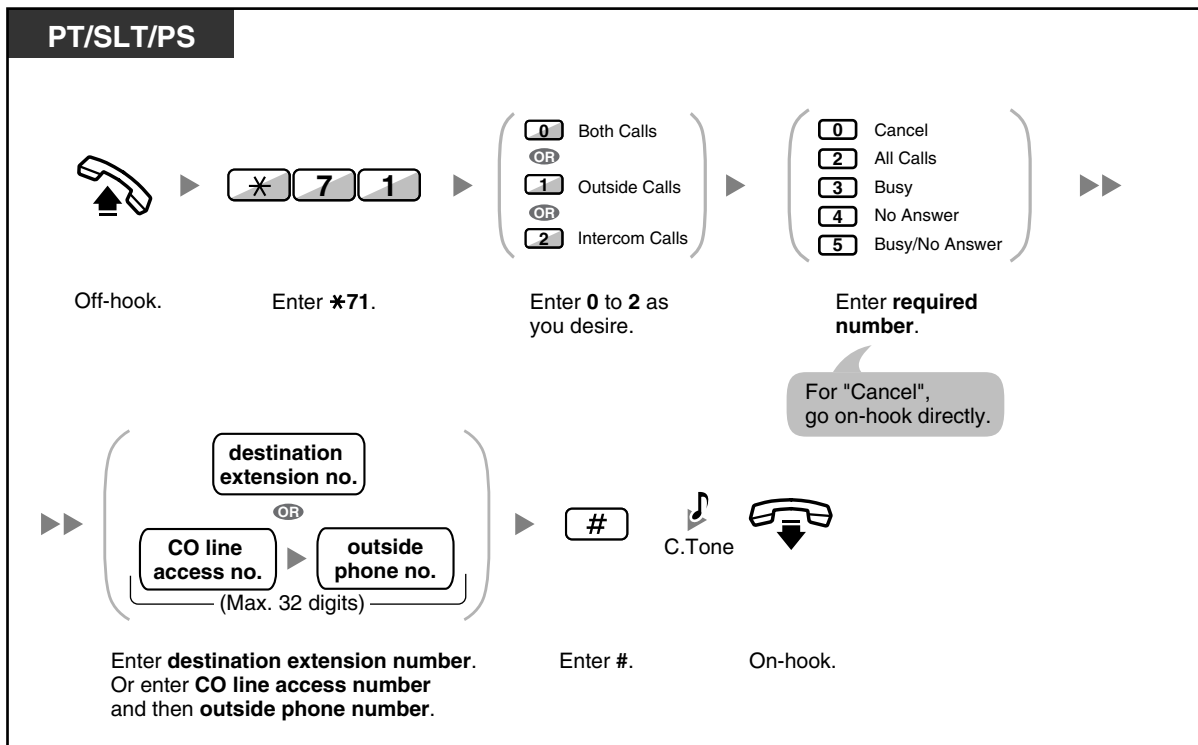 PT/SLT/PS
0 Both Calls
OR
1 Outside Calls
OR
2 Intercom Calls
0 Cancel
2 All Calls
3 Busy
4 No Answer
5 Busy/No Answer
* 7 1
Off-hook.
Enter *71.
Enter 0 to 2 as
you desire.
Enter required
number.
For "Cancel",
go on-hook directly.
destination
extension no.
OR
CO line
access no.
outside
phone no.
(Max. 32 digits)
#
C.Tone
Enter destination extension number.
Or enter CO line access number
and then outside phone number.
Enter #.
On-hook.